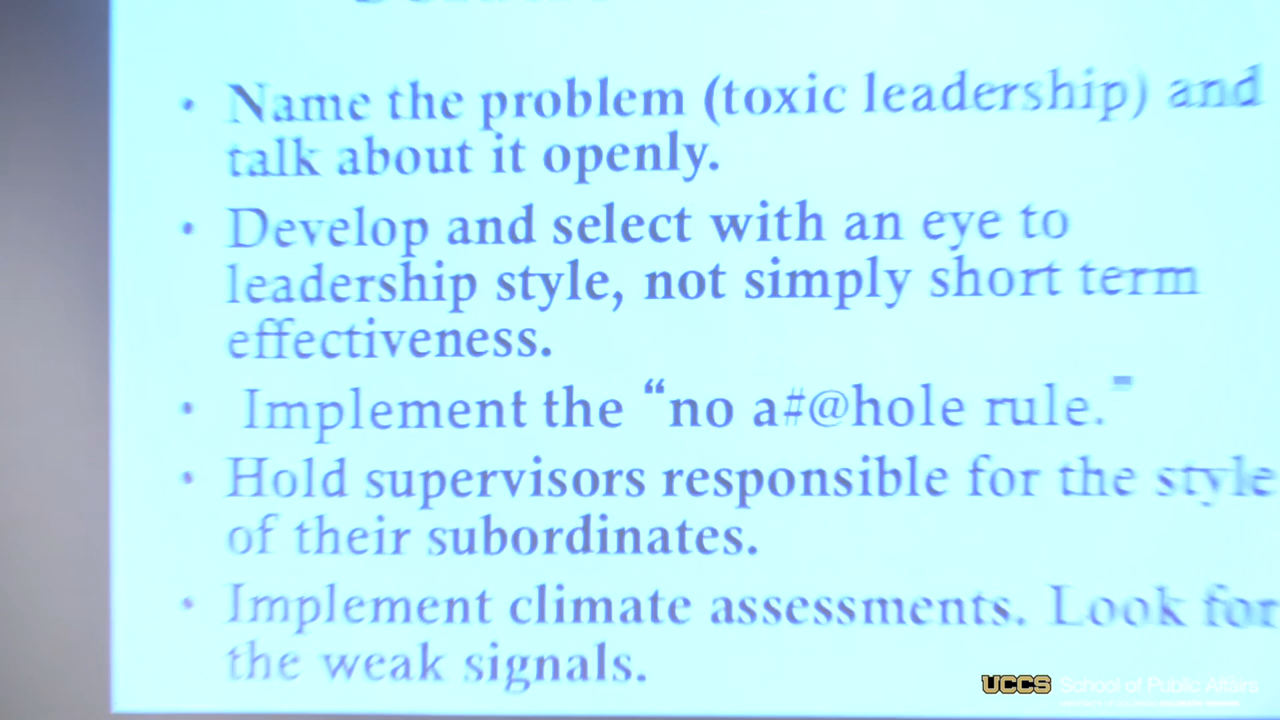 • Name the problem (toxic leadership) and
talk about it openly.
• Develop and select with an eye to
leadership style, not simply short term
effectiveness.
• Implement the “no a#@hole rule.”
• Hold supervisors responsible for the style
of their subordinates.
• Implement climate assessments. Look for
the weak signals.
UCCS School of Public Affairs